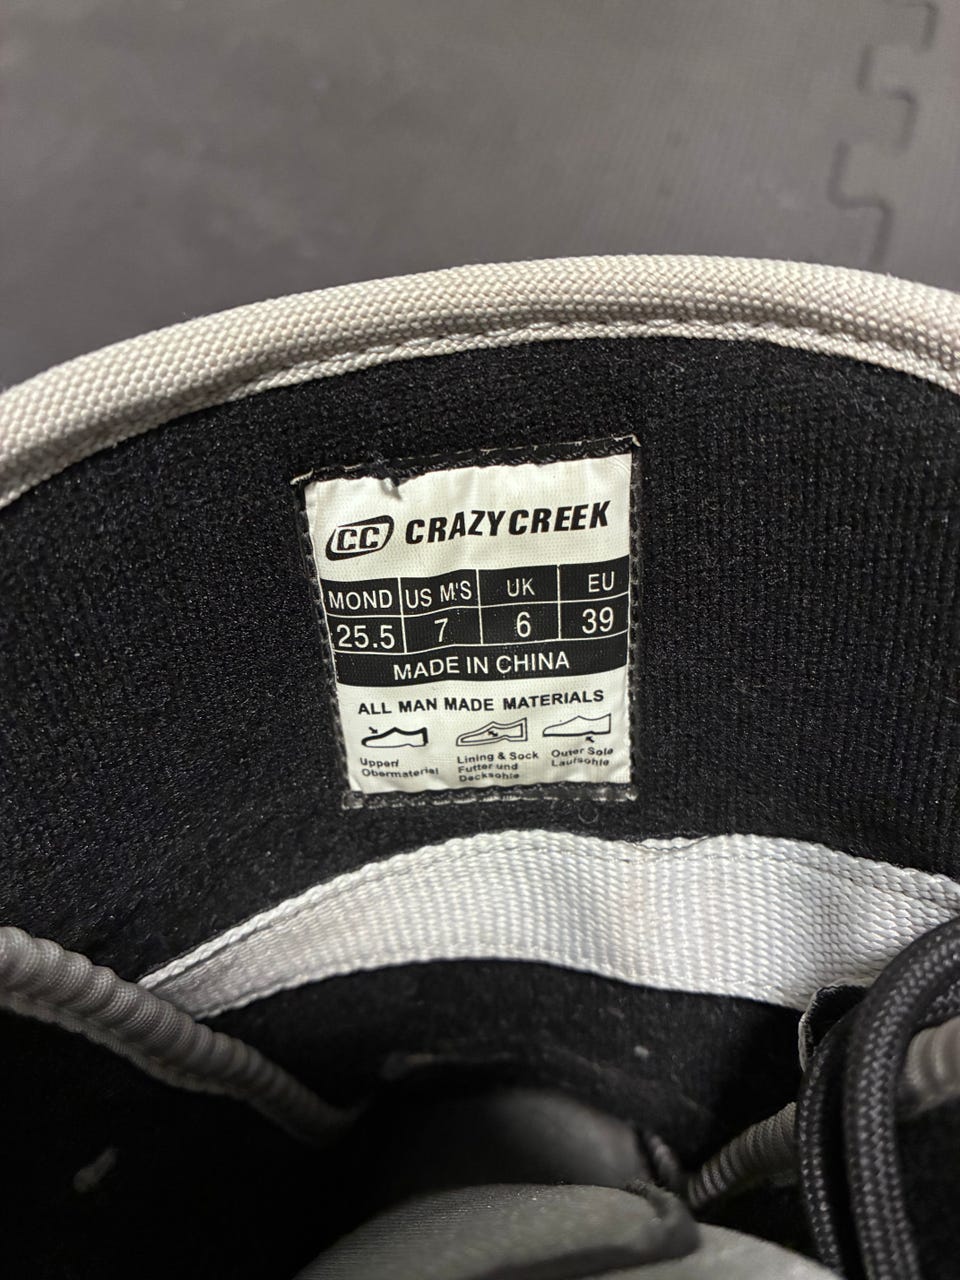 CC CRAZYCREEK
MOND US M'S UK EU
25.5 7 6 39
MADE IN CHINA
ALL MAN MADE MATERIALS
Upper/ Lining & Sock Outer Sole
Obermaterial Futter und Laufsohle
Decksohle